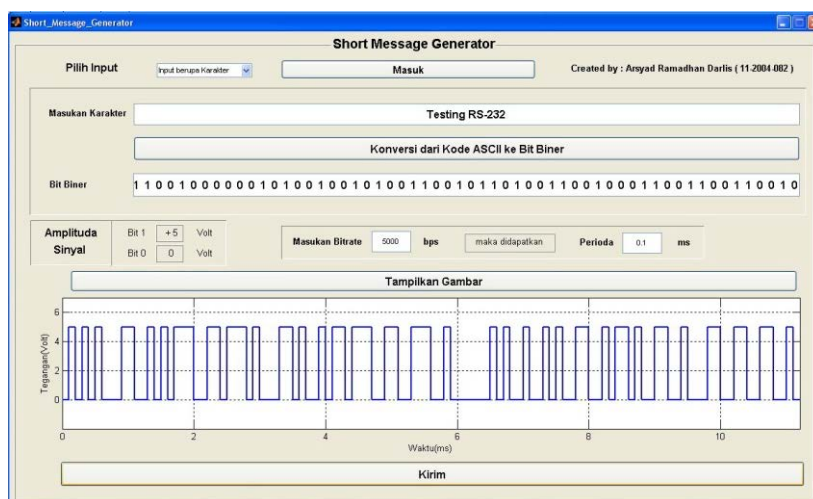 Short_Message_Generator
Short Message Generator
Pilih Input
Input berupa Karakter
Masuk
Created by : Arsyad Ramadhan Darlis ( 11-2004-082 )
Masukan Karakter
Testing RS-232
Konversi dari Kode ASCII ke Bit Biner
Bit Biner
1 1 0 0 1 0 0 0 0 0 0 1 0 1 0 0 1 0 0 1 0 1 0 0 1 1 0 0 1 0 1 1 0 1 0 0 1 1 0 0 1 0 0 0 1 1 0 0 1 1 0 0 1 1 0 0 1 0
Amplituda
Sinyal
Bit 1 +5 Volt
Bit 0 0 Volt
Masukan Bitrate 5000 bps maka didapatkan Perioda 0.1 ms
Tampilkan Gambar
Tegangan(Volt)
6
4
2
0
0 2 4 6 8 10
Waktu(ms)
Kirim